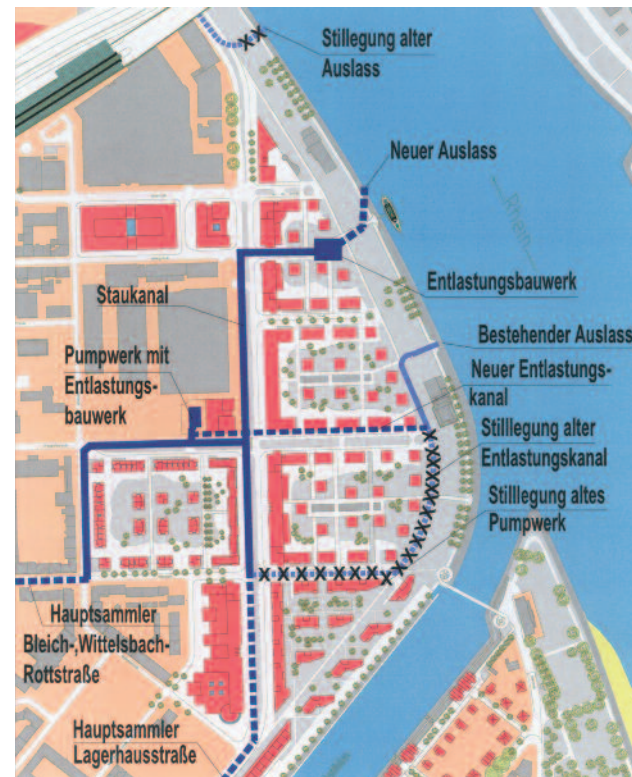 Stillegung alter
Auslass
Neuer Auslass
Rhein
Entlastungsbauwerk
Staukanal
Bestehender Auslass
Pumpwerk mit
Entlastungs-
bauwerk
Neuer Entlastungs-
kanal
Stilllegung alter
Entlastungskanal
Stilllegung altes
Pumpwerk
Hauptsammler
Bleich-,Wittelsbach-
Rottstraße
Hauptsammler
Lagerhausstraße